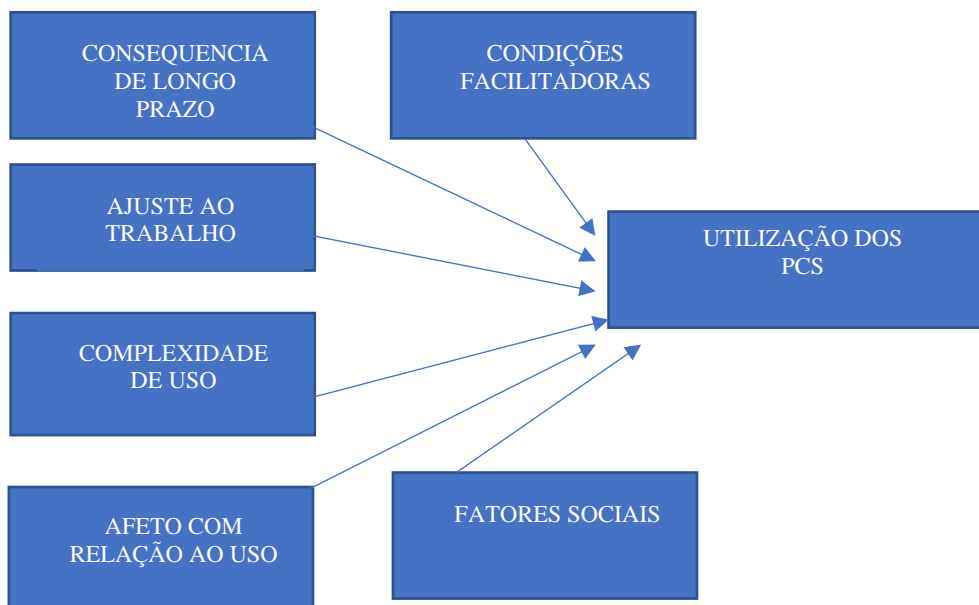 CONSEQUENCIA
DE LONGO
PRAZO
CONDIÇÕES
FACILITADORAS
AJUSTE AO
TRABALHO
UTILIZAÇÃO DOS
PCS
COMPLEXIDADE
DE USO
AFETO COM
RELAÇÃO AO USO
FATORES SOCIAIS